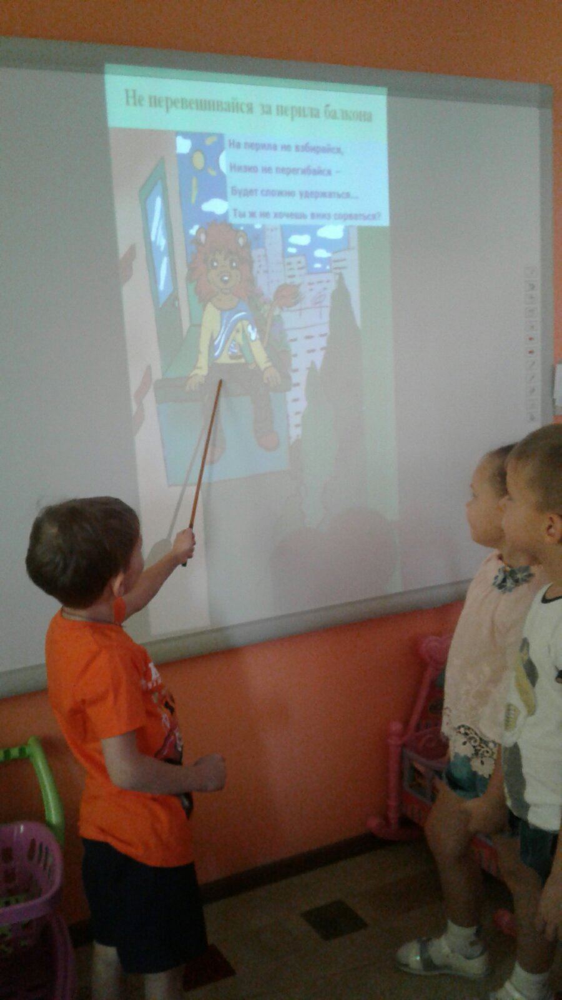 Не перевешивайся за перила балкона
На перила не взбирайся,
Низко не перегибайся –
Будет сложно удержаться...
Ты ж не хочешь вниз сорваться?